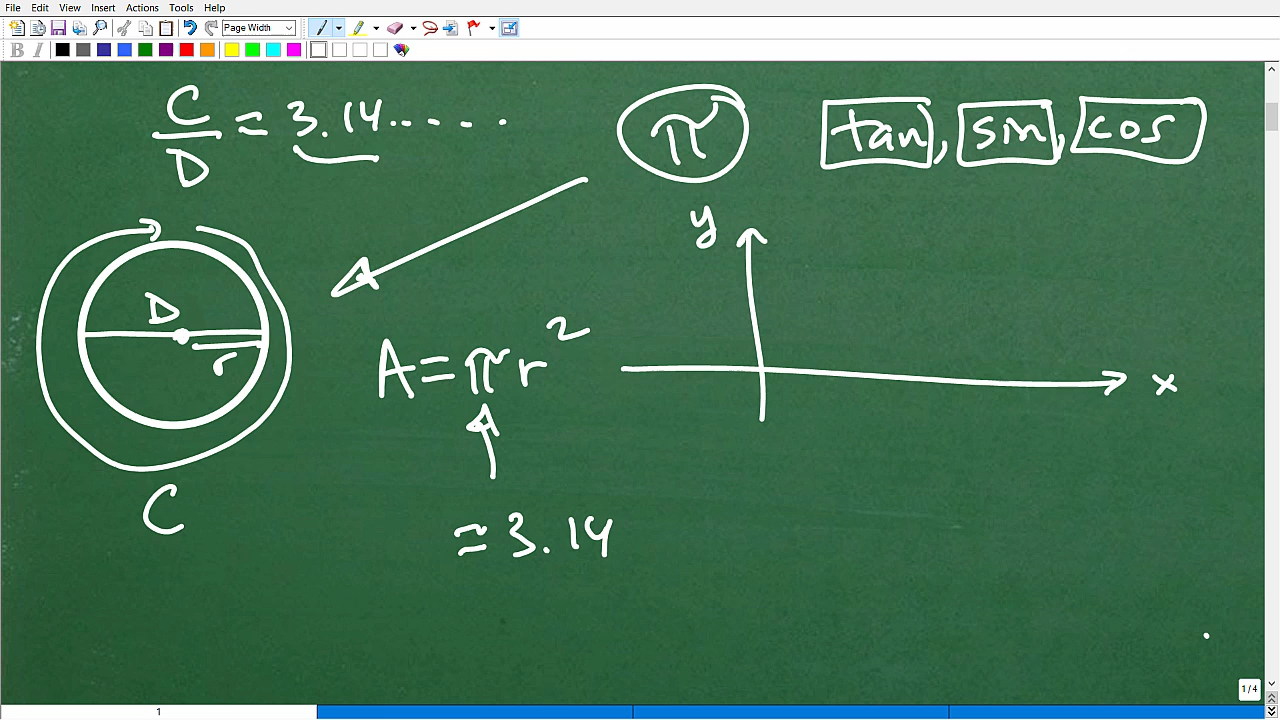 File Edit View Insert Actions Tools Help
Page Width
B I
C/D ≈ 3.14.....
π
tan, sin, cos
y
D
r
A = πr²
x
C
≈ 3.14
1/4
1